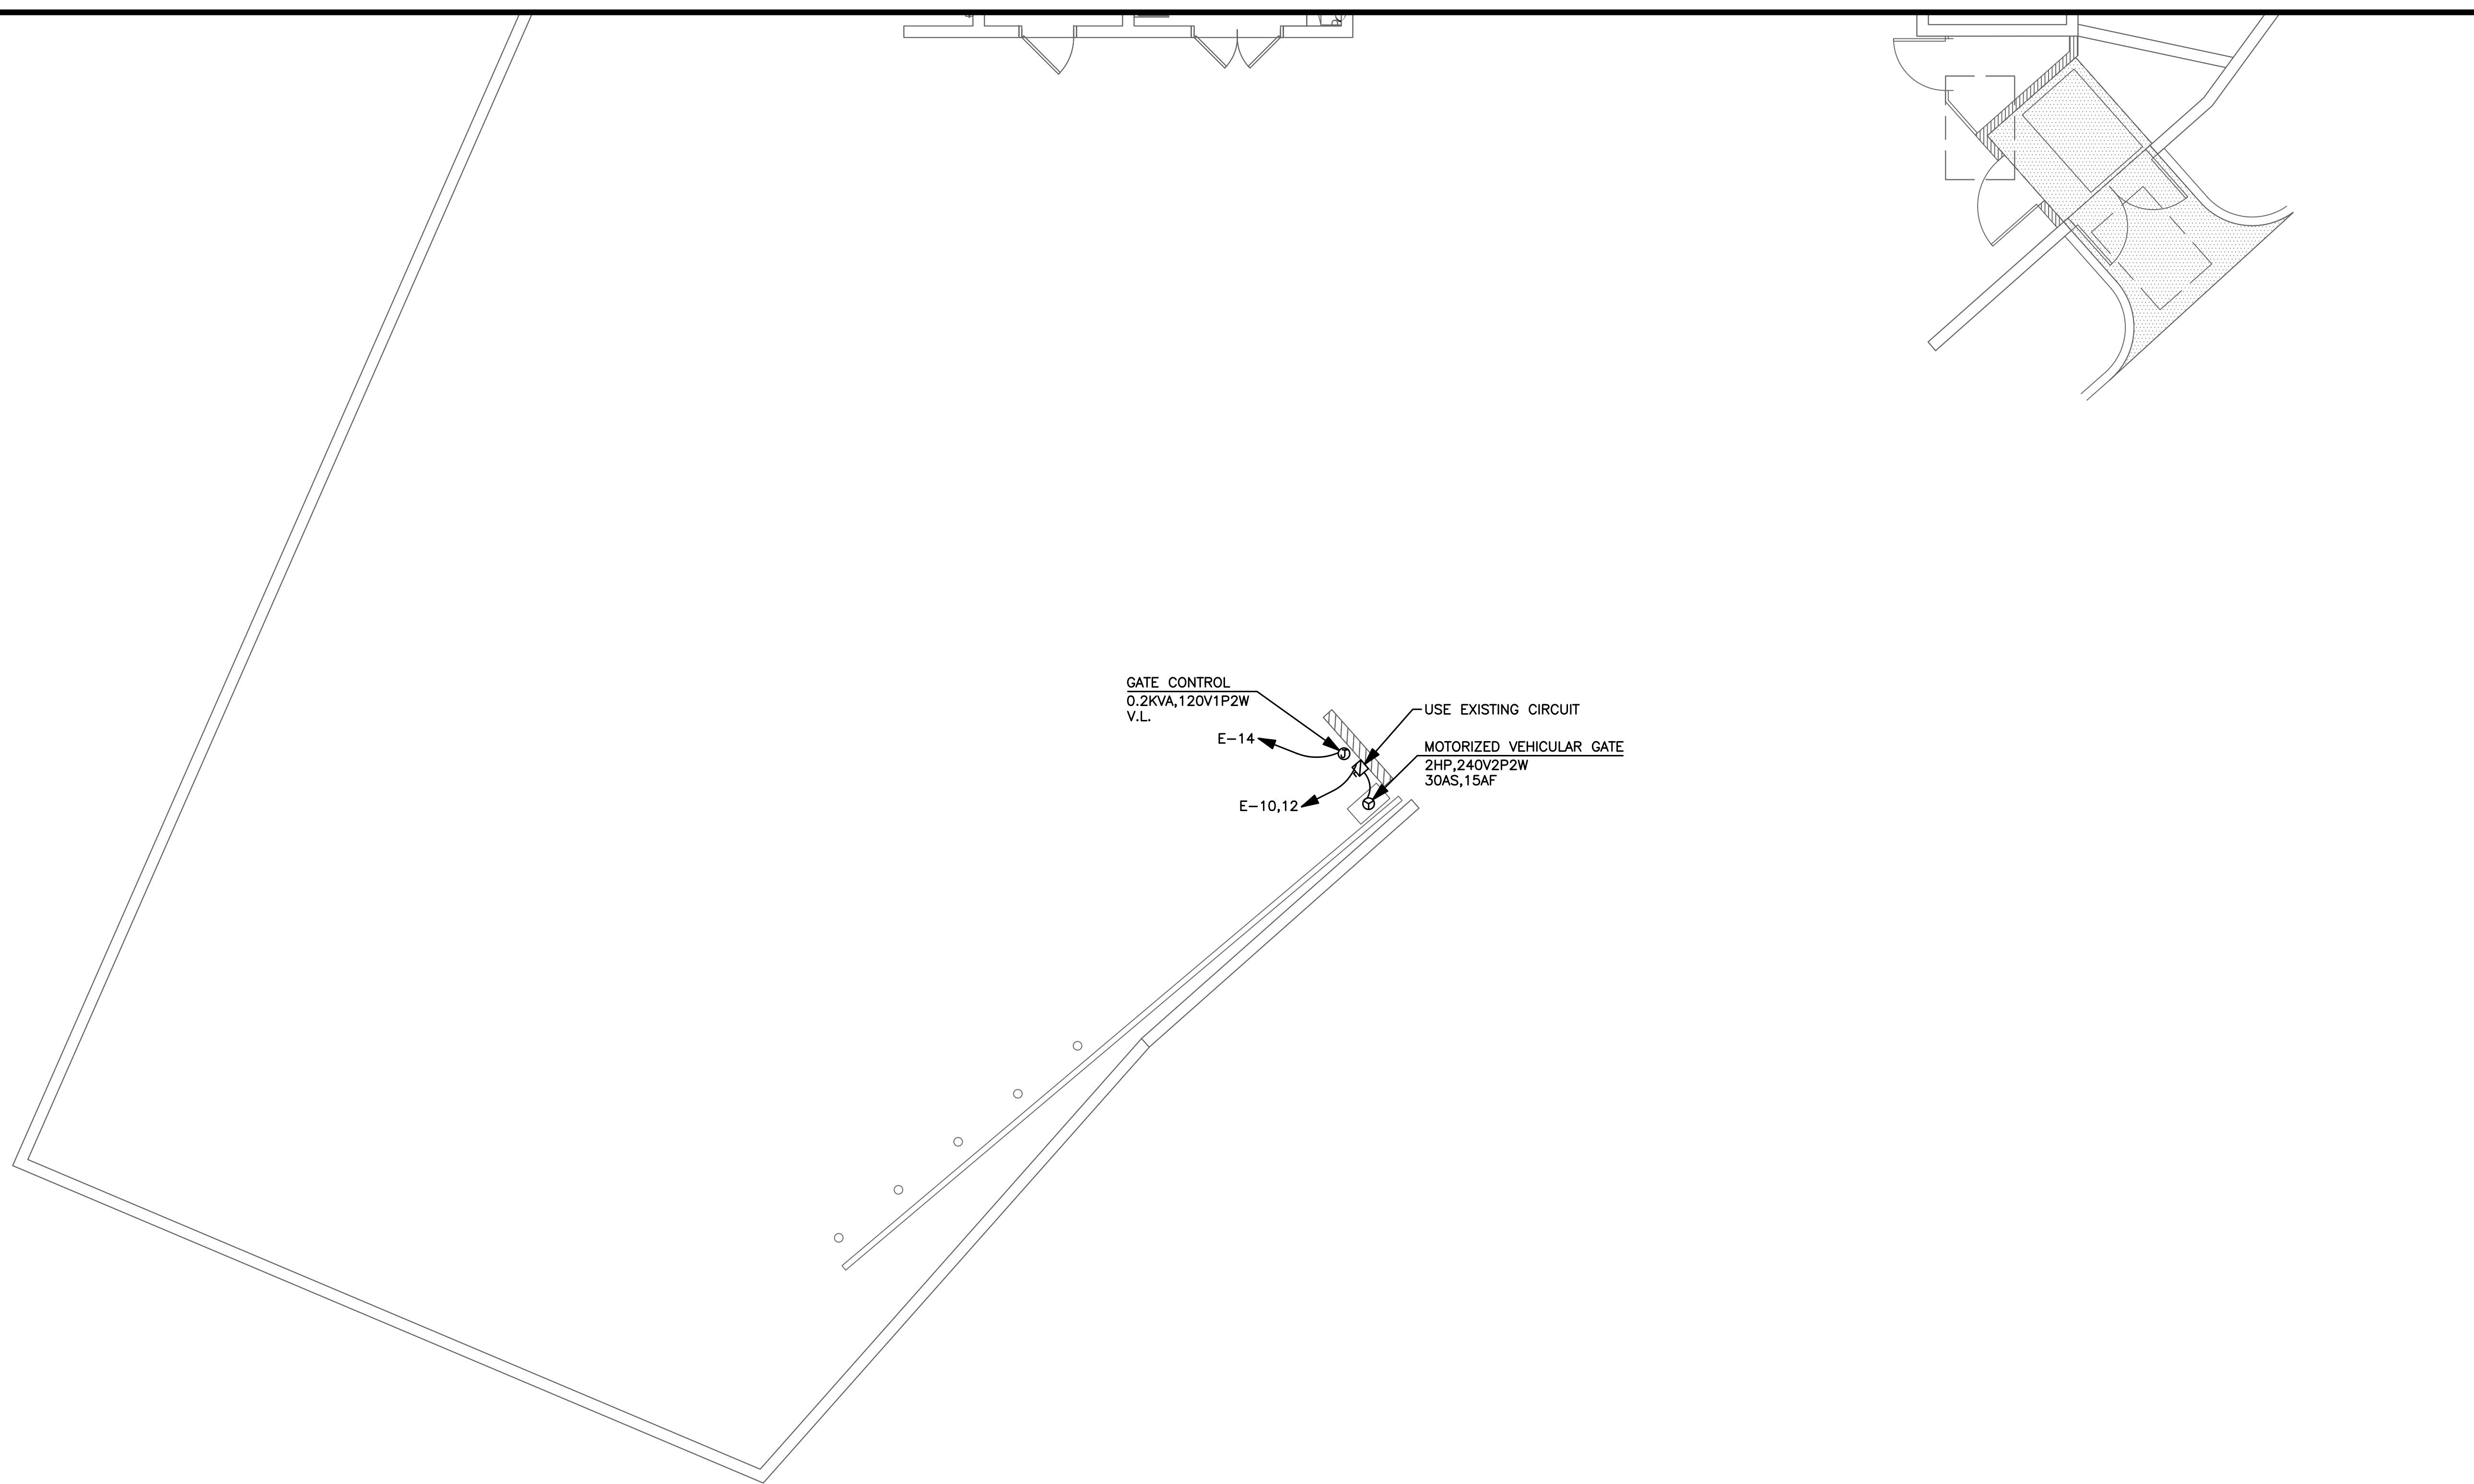 GATE CONTROL
0.2KVA,120V1P2W
V.L.
E-14
USE EXISTING CIRCUIT
MOTORIZED VEHICULAR GATE
2HP,240V2P2W
30AS,15AF
E-10,12
J